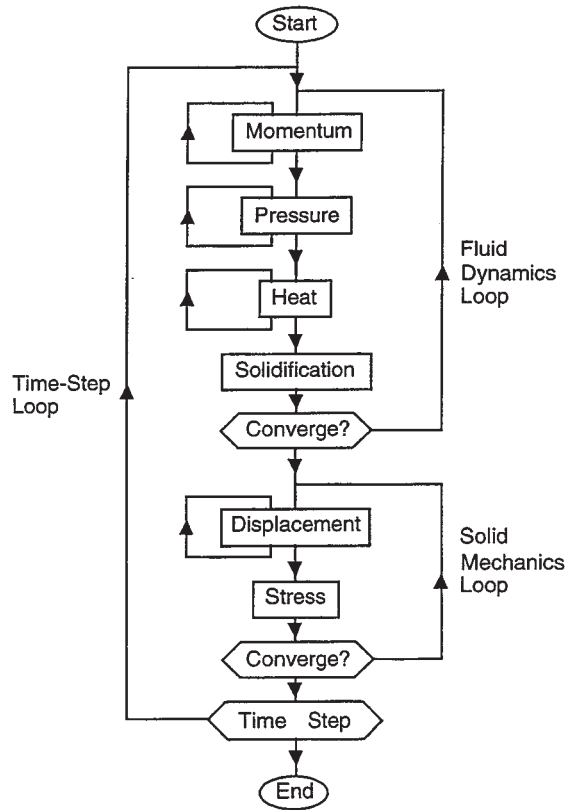 Start
Momentum
Pressure
Fluid
Dynamics
Loop
Heat
Solidification
Time-Step
Loop
Converge?
Displacement
Solid
Mechanics
Loop
Stress
Converge?
Time Step
End